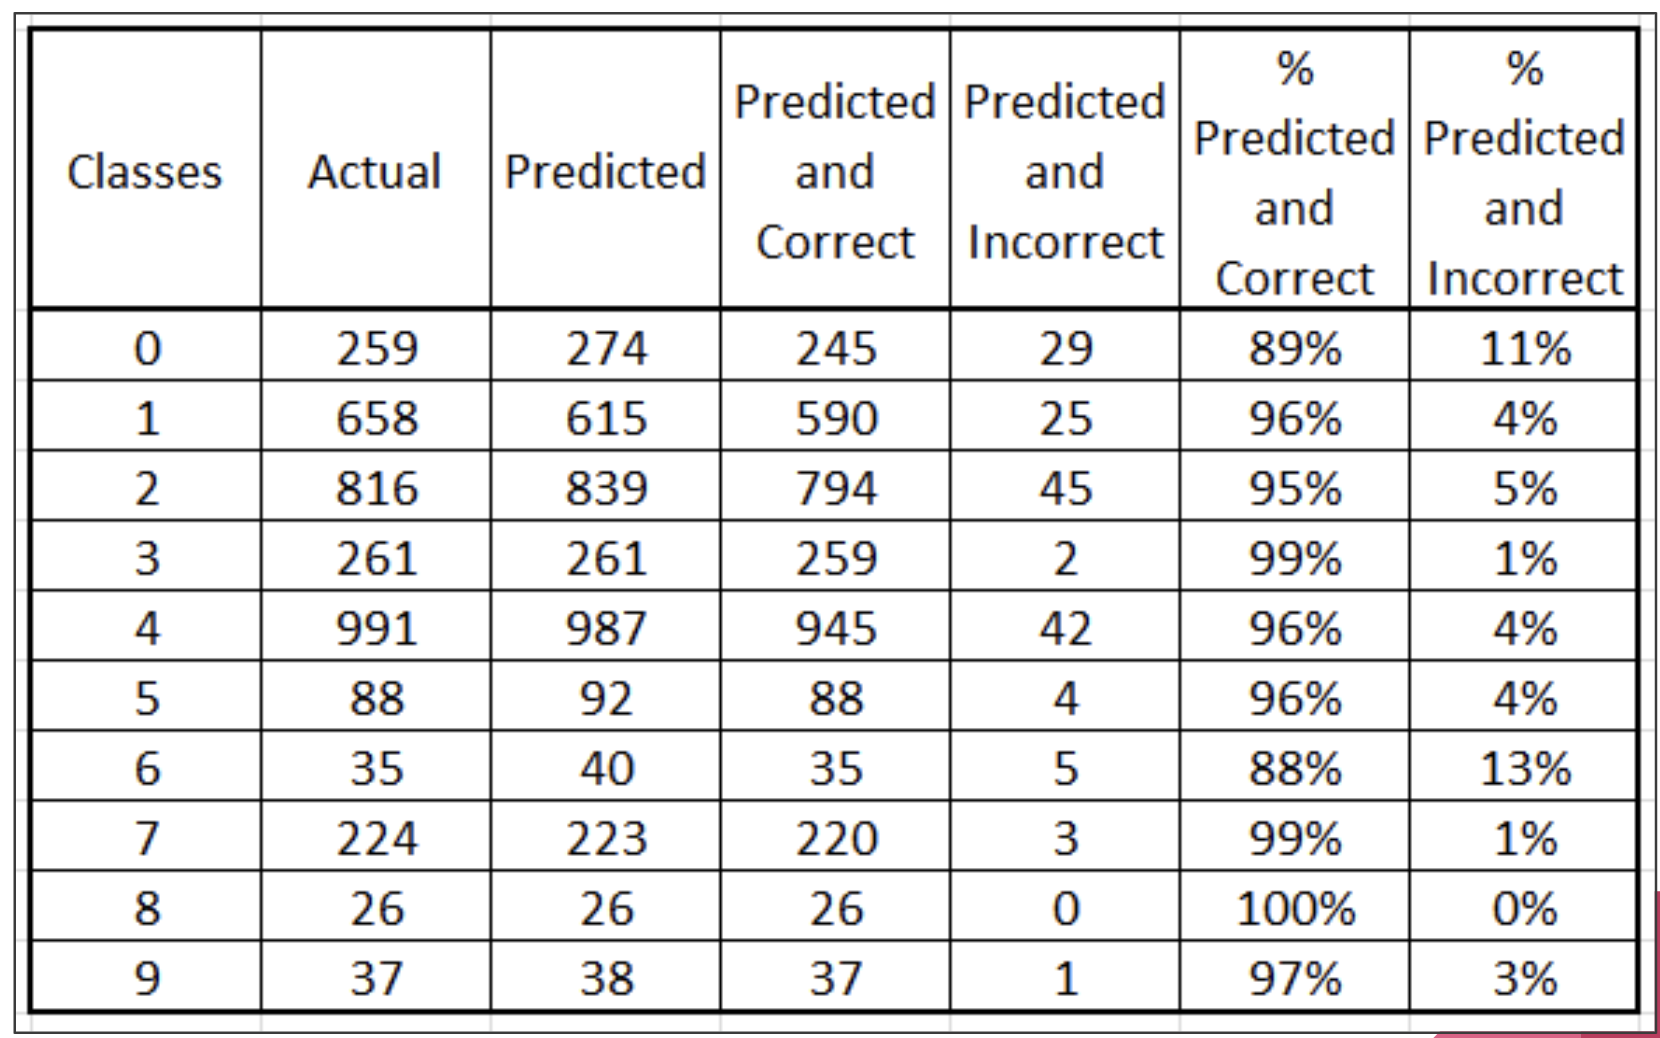 Classes Actual Predicted Predicted and Correct Predicted and Incorrect % Predicted and Correct % Predicted and Incorrect
0 259 274 245 29 89% 11%
1 658 615 590 25 96% 4%
2 816 839 794 45 95% 5%
3 261 261 259 2 99% 1%
4 991 987 945 42 96% 4%
5 88 92 88 4 96% 4%
6 35 40 35 5 88% 13%
7 224 223 220 3 99% 1%
8 26 26 26 0 100% 0%
9 37 38 37 1 97% 3%